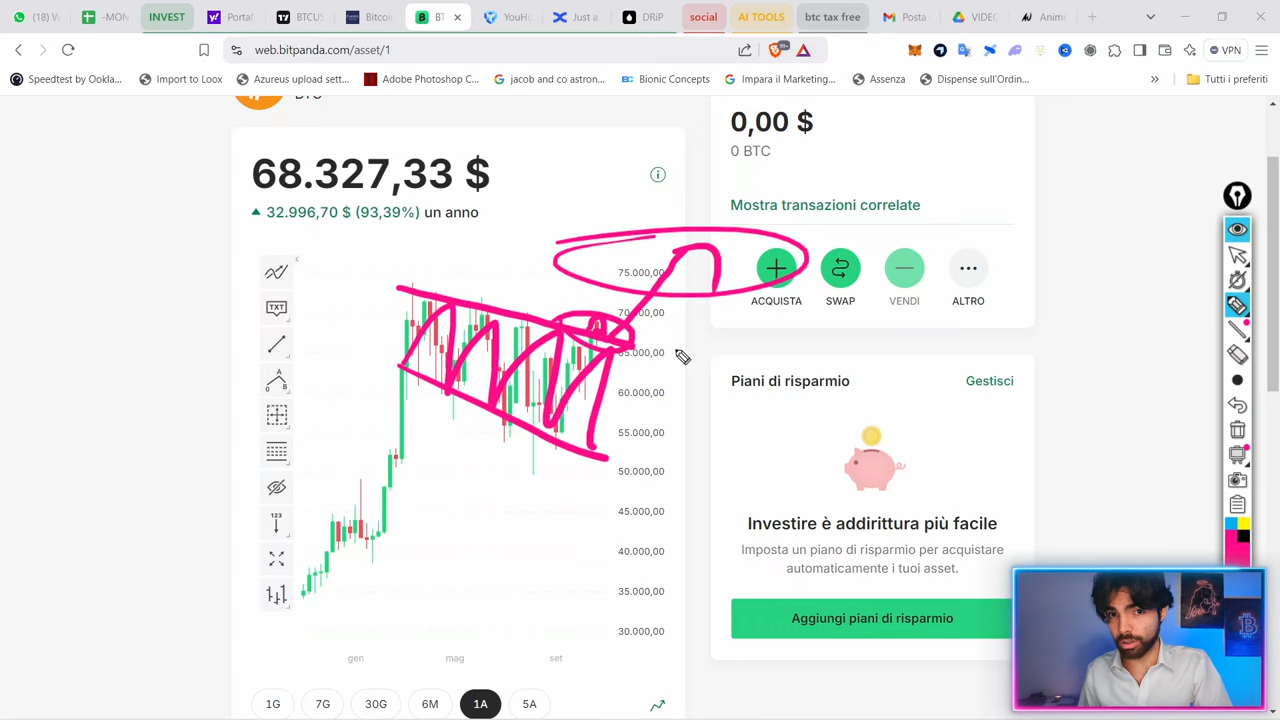 (18) W
-MON
INVEST
Portaf
BTCUS
Bitcoi
BT
YouHo
Just a
DRiP
social
AI TOOLS
btc tax free
Posta
VIDEO
Anime
web.bitpanda.com/asset/1
99+
VPN
Speedtest by Ookla...
Import to Loox
Azureus upload sett...
Adobe Photoshop C...
jacob and co astron...
Bionic Concepts
Impara il Marketing...
Assenza
Dispense sull'Ordin...
Tutti i preferiti
BTC
68.327,33 $
32.996,70 $ (93,39%) un anno
0,00 $
0 BTC
Mostra transazioni correlate
ACQUISTA
SWAP
VENDI
ALTRO
TXT
A
0 B
123
75.000,00
70.000,00
65.000,00
60.000,00
55.000,00
50.000,00
45.000,00
40.000,00
35.000,00
30.000,00
gen
mag
set
1G
7G
30G
6M
1A
5A
Piani di risparmio
Gestisci
Investire è addirittura più facile
Imposta un piano di risparmio per acquistare
automaticamente i tuoi asset.
Aggiungi piani di risparmio